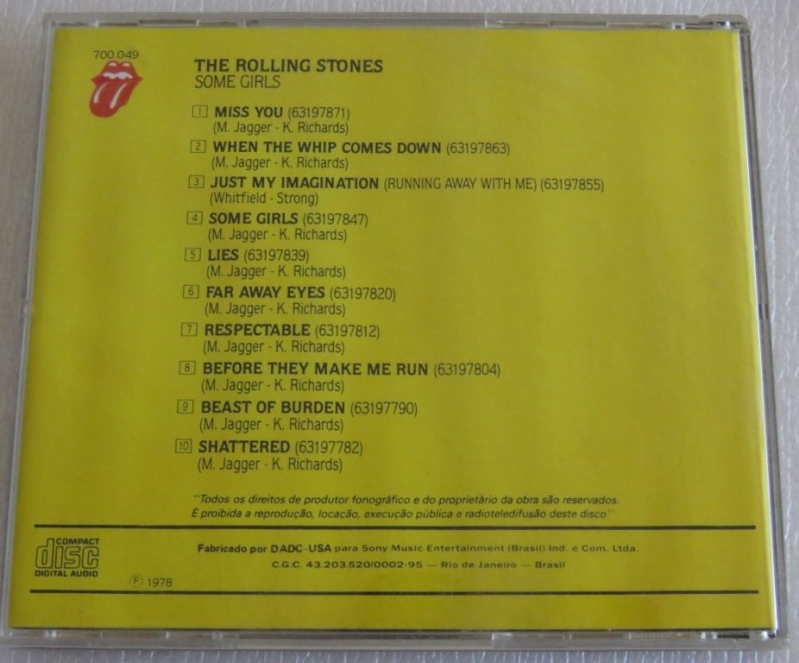 700.049
THE ROLLING STONES
SOME GIRLS
1 MISS YOU (63197871)
(M. Jagger - K. Richards)
2 WHEN THE WHIP COMES DOWN (63197863)
(M. Jagger - K. Richards)
3 JUST MY IMAGINATION (RUNNING AWAY WITH ME) (63197855)
(Whitfield - Strong)
4 SOME GIRLS (63197847)
(M. Jagger - K. Richards)
5 LIES (63197839)
(M. Jagger - K. Richards)
6 FAR AWAY EYES (63197820)
(M. Jagger - K. Richards)
7 RESPECTABLE (63197812)
(M. Jagger - K. Richards)
8 BEFORE THEY MAKE ME RUN (63197804)
(M. Jagger - K. Richards)
9 BEAST OF BURDEN (63197790)
(M. Jagger - K. Richards)
10 SHATTERED (63197782)
(M. Jagger - K. Richards)
"Todos os direitos de produtor fonográfico e do proprietário da obra são reservados.
É proibida a reprodução, locação, execução pública e radioteledifusão deste disco"
COMPACT
disc
DIGITAL AUDIO
Fabricado por DADC-USA para Sony Music Entertainment (Brasil) Ind. e Com. Ltda.
C.G.C. 43.203.520/0002-95 — Rio de Janeiro — Brasil
℗ 1978